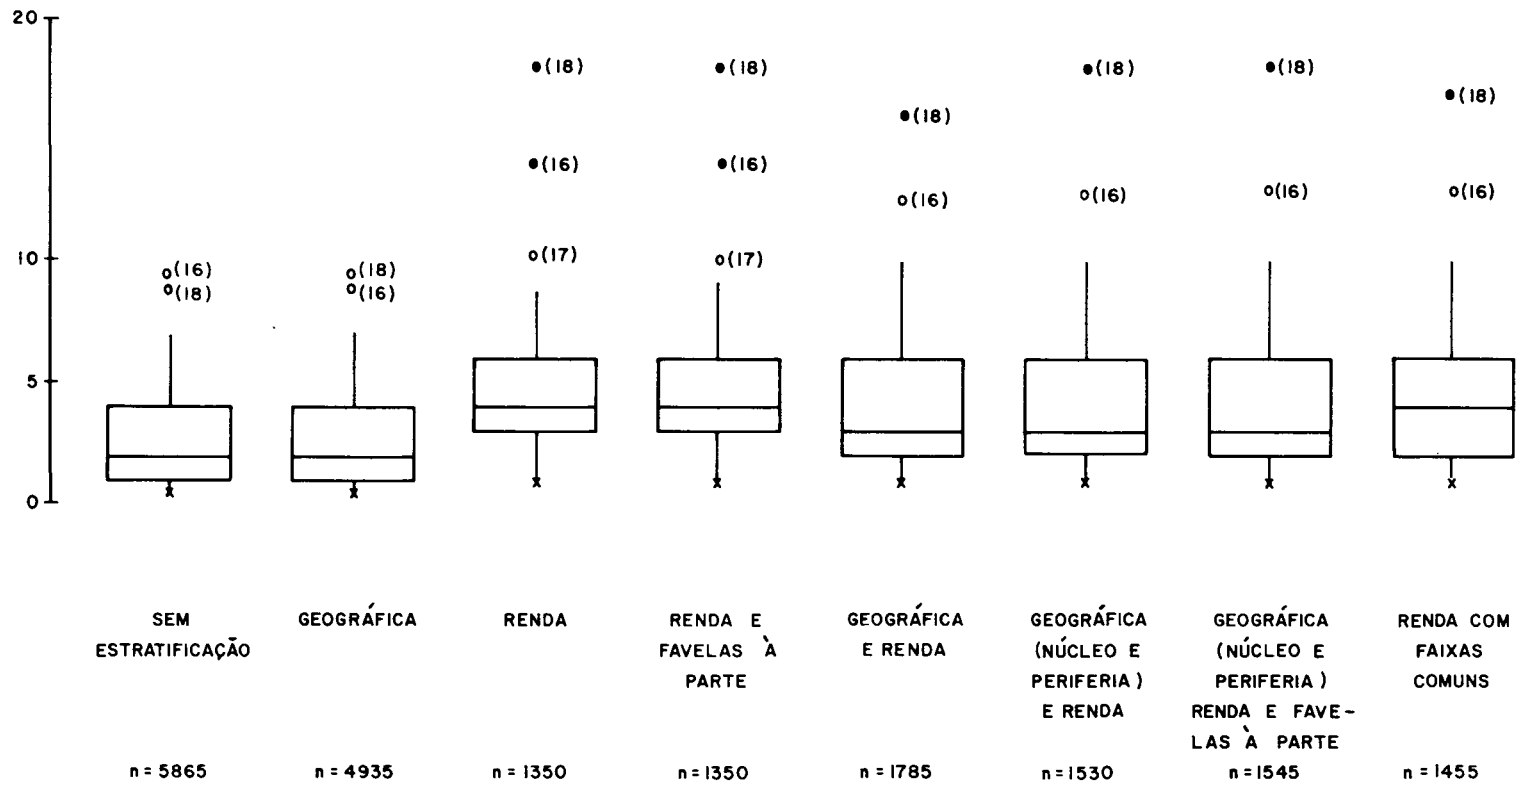 20
10
5
0
(16)
(18)
(18)
(16)
(18)
(16)
(17)
(18)
(16)
(17)
(18)
(16)
(18)
(16)
(18)
(16)
(18)
(16)
SEM
ESTRATIFICAÇÃO
n = 5865
GEOGRÁFICA
n = 4935
RENDA
n = 1350
RENDA E
FAVELAS À
PARTE
n = 1350
GEOGRÁFICA
E RENDA
n = 1785
GEOGRÁFICA
(NÚCLEO E
PERIFERIA)
E RENDA
n = 1530
GEOGRÁFICA
(NÚCLEO E
PERIFERIA)
RENDA E FAVE-
LAS À PARTE
n = 1545
RENDA COM
FAIXAS
COMUNS
n = 1455